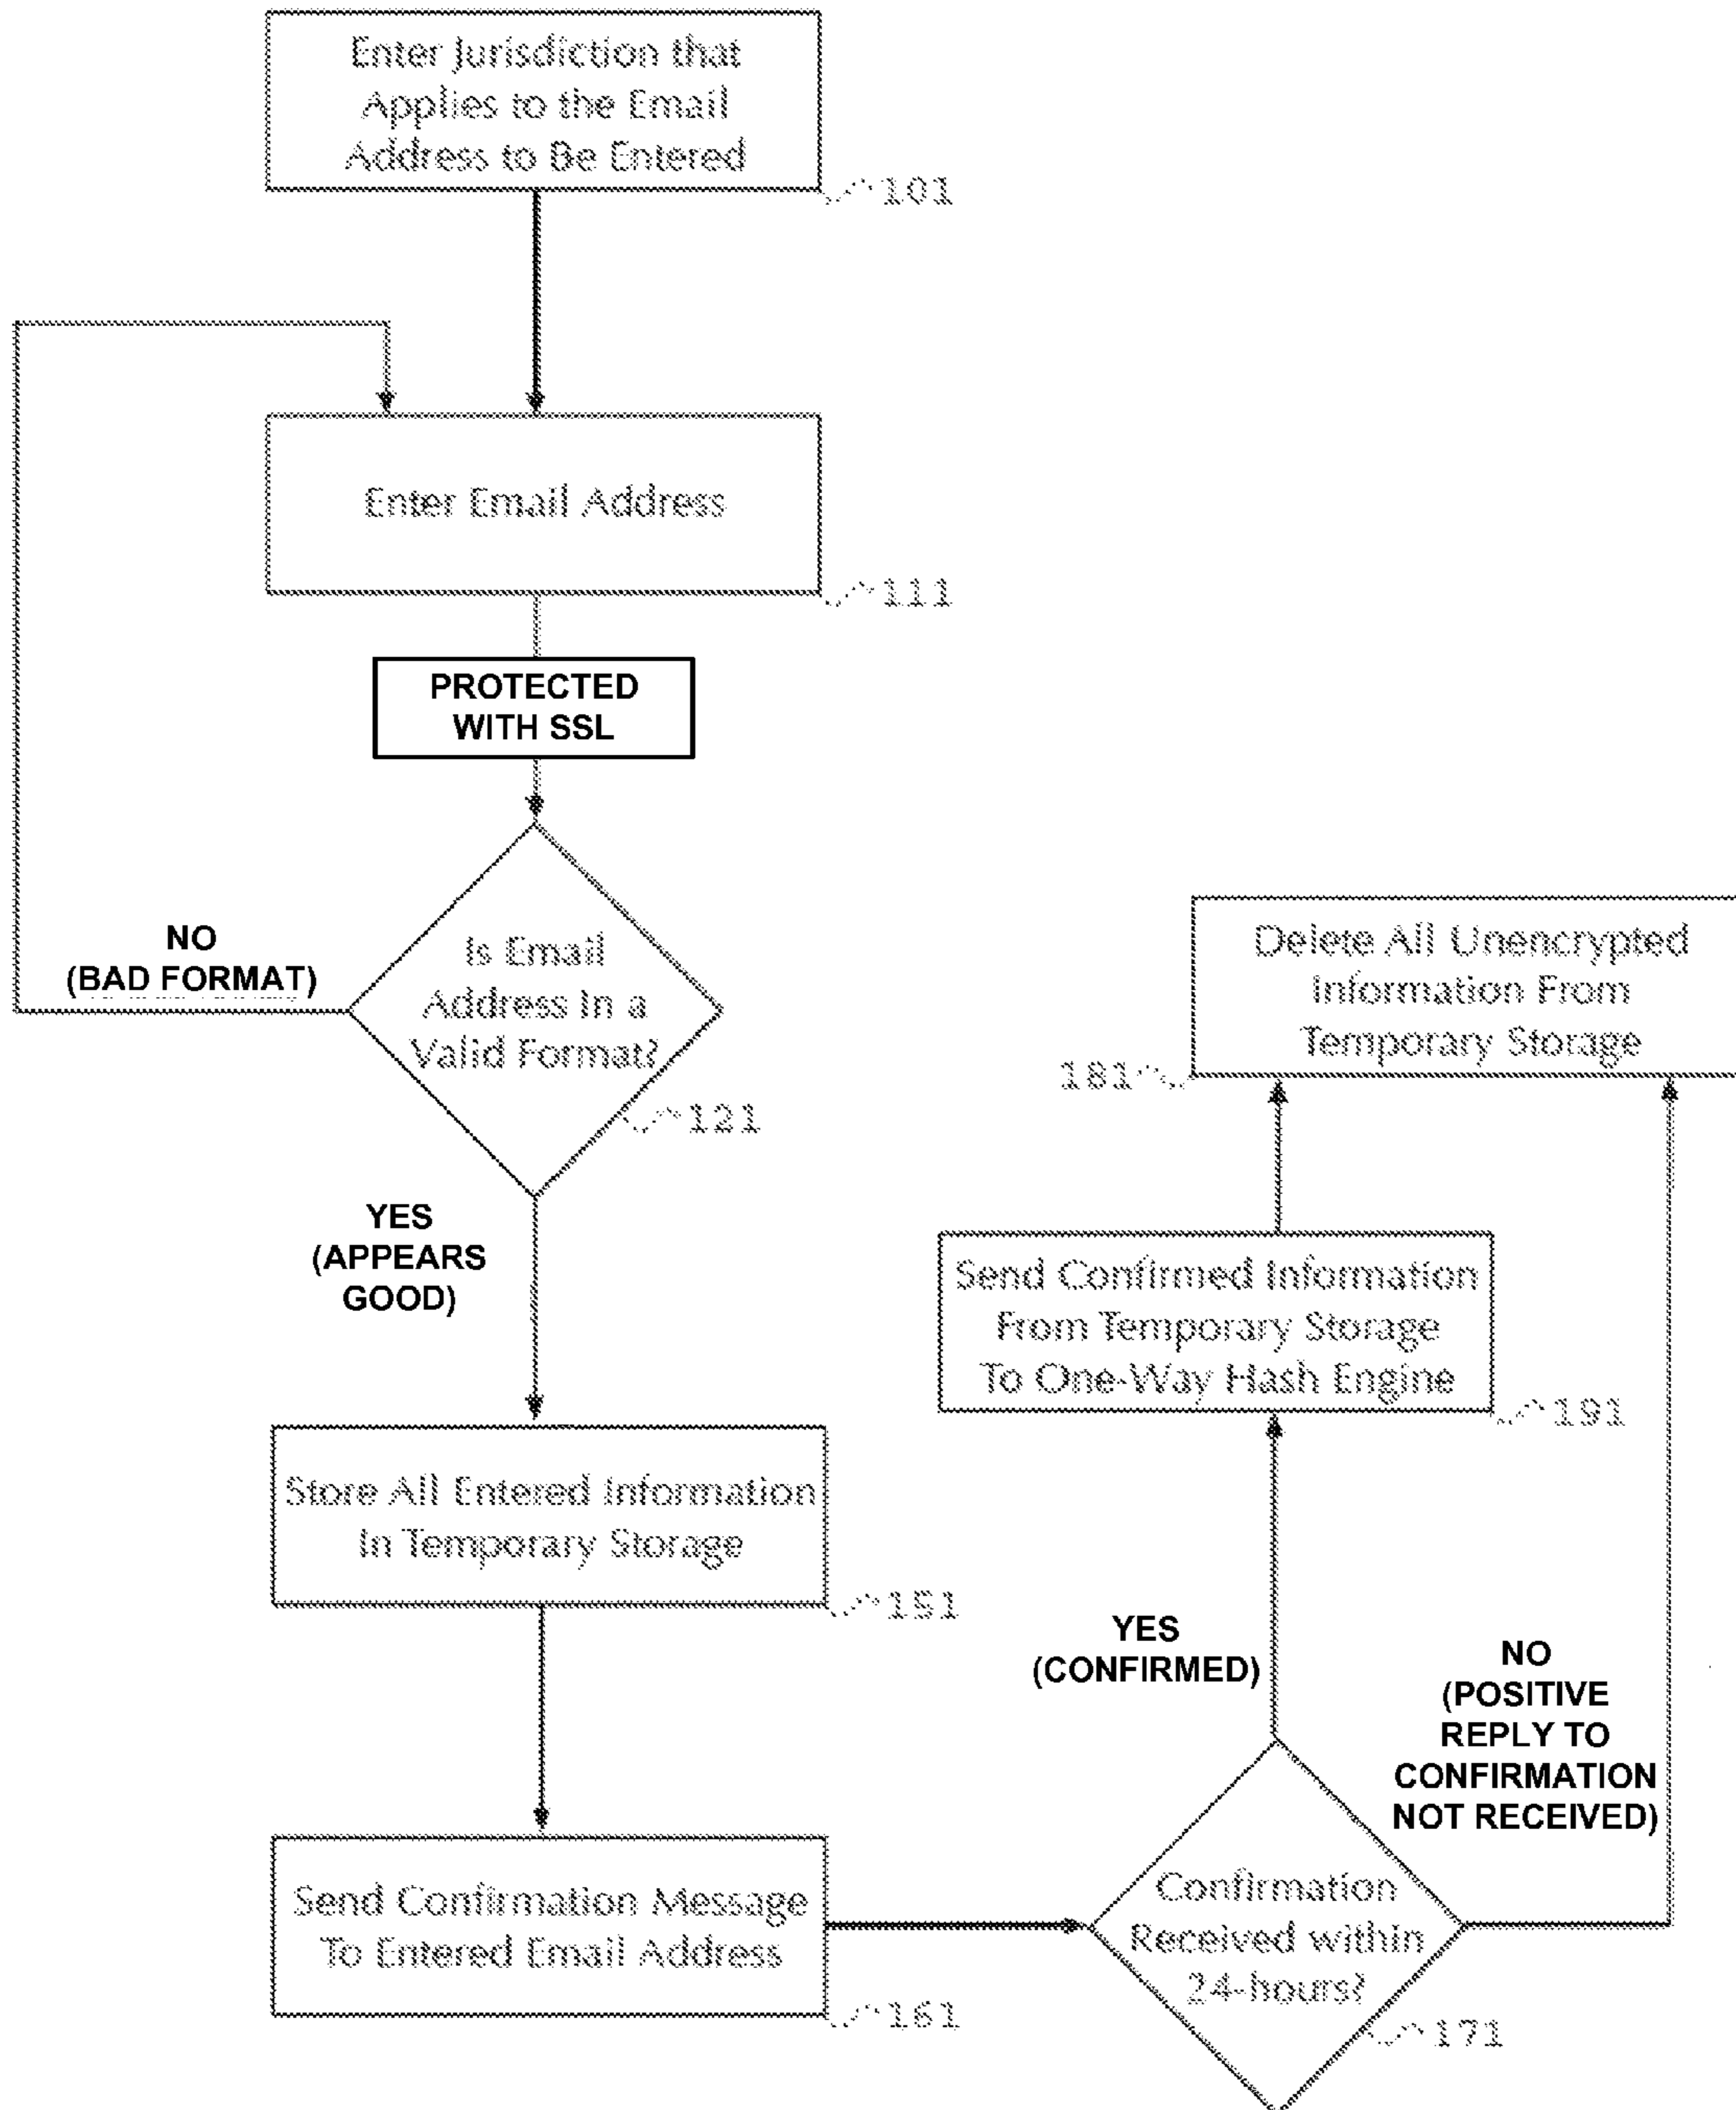 Enter Jurisdiction that
Applies to the Email
Address to Be Entered
101
Enter Email Address
111
PROTECTED
WITH SSL
Is Email
Address In a
Valid Format?
121
NO
(BAD FORMAT)
YES
(APPEARS
GOOD)
Store All Entered Information
In Temporary Storage
151
Send Confirmation Message
To Entered Email Address
161
Confirmation
Received within
24-hours?
171
YES
(CONFIRMED)
NO
(POSITIVE
REPLY TO
CONFIRMATION
NOT RECEIVED)
Send Confirmed Information
From Temporary Storage
To One-Way Hash Engine
191
Delete All Unencrypted
Information From
Temporary Storage
181